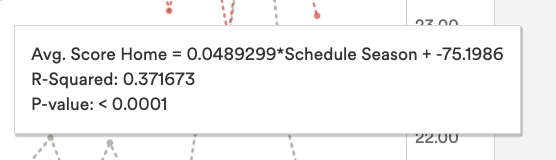 23.00
Avg. Score Home = 0.0489299*Schedule Season + -75.1986
R-Squared: 0.371673
P-value: < 0.0001
22.00